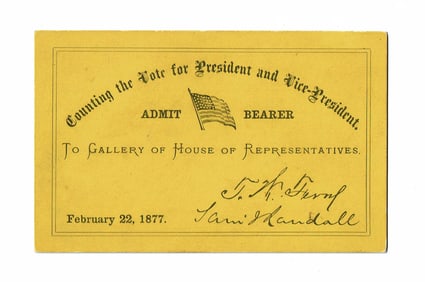 Counting the Vote for President and Vice-President.
ADMIT BEARER
To Gallery of House of Representatives.
T. W. Ferry
Sam J Randall
February 22, 1877.